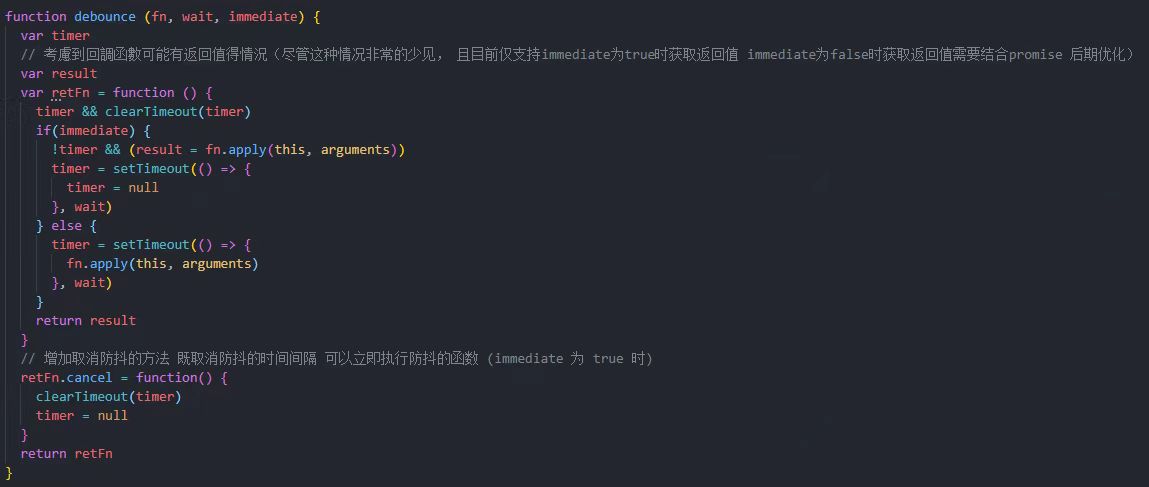 function debounce (fn, wait, immediate) {
  var timer
  // 考慮到回調函數可能有返回值得情況（尽管这种情况非常的少见， 且目前仅支持immediate为true时获取返回值 immediate为false时获取返回值需要结合promise 后期优化）
  var result
  var retFn = function () {
    timer && clearTimeout(timer)
    if(immediate) {
      !timer && (result = fn.apply(this, arguments))
      timer = setTimeout(() => {
        timer = null
      }, wait)
    } else {
      timer = setTimeout(() => {
        fn.apply(this, arguments)
      }, wait)
    }
    return result
  }
  // 增加取消防抖的方法 既取消防抖的时间间隔 可以立即执行防抖的函数 (immediate 为 true 时)
  retFn.cancel = function() {
    clearTimeout(timer)
    timer = null
  }
  return retFn
}